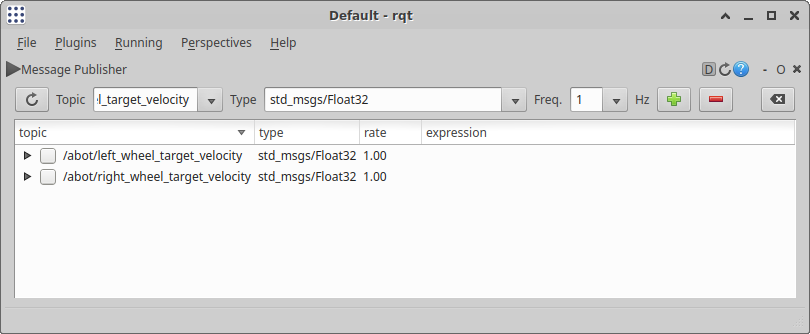 Default - rqt
File Plugins Running Perspectives Help
Message Publisher D ? - O
Topic l_target_velocity Type std_msgs/Float32 Freq. 1 Hz
topic type rate expression
/abot/left_wheel_target_velocity std_msgs/Float32 1.00
/abot/right_wheel_target_velocity std_msgs/Float32 1.00